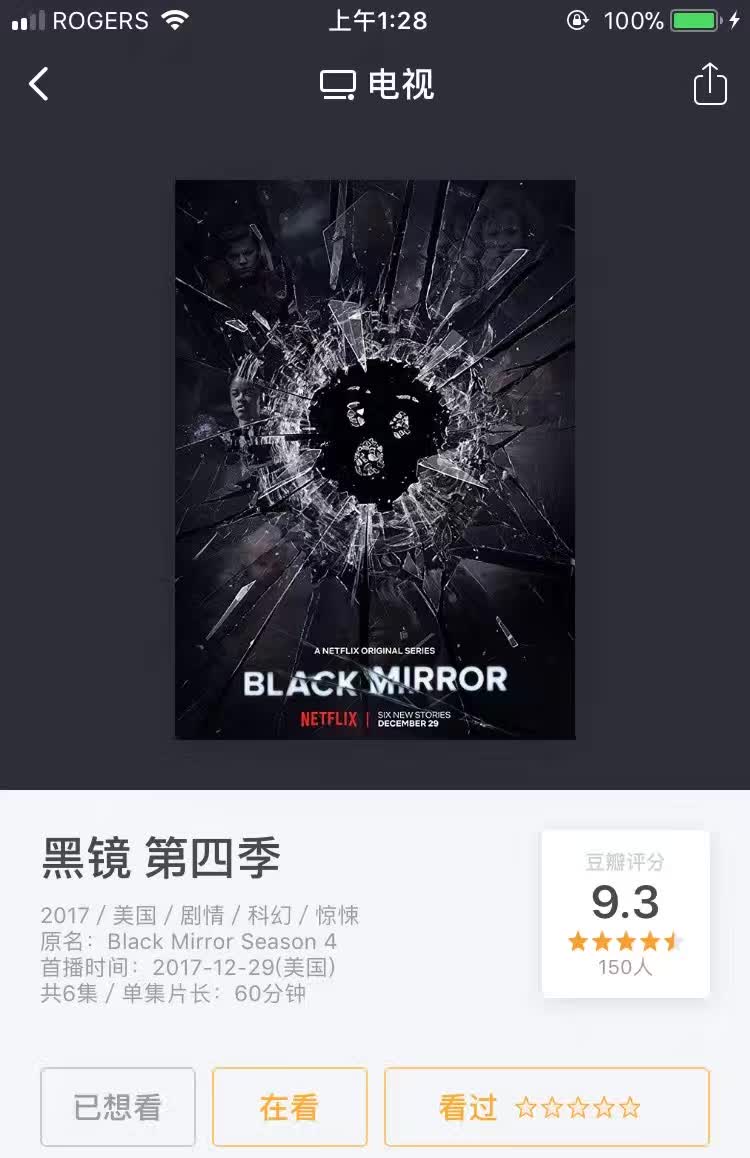 ROGERS 上午1:28 100%
电视
A NETFLIX ORIGINAL SERIES
BLACK MIRROR
NETFLIX | SIX NEW STORIES
DECEMBER 29
黑镜 第四季
2017 / 美国 / 剧情 / 科幻 / 惊悚
原名：Black Mirror Season 4
首播时间：2017-12-29(美国)
共6集 / 单集片长：60分钟
豆瓣评分
9.3
150人
已想看
在看
看过